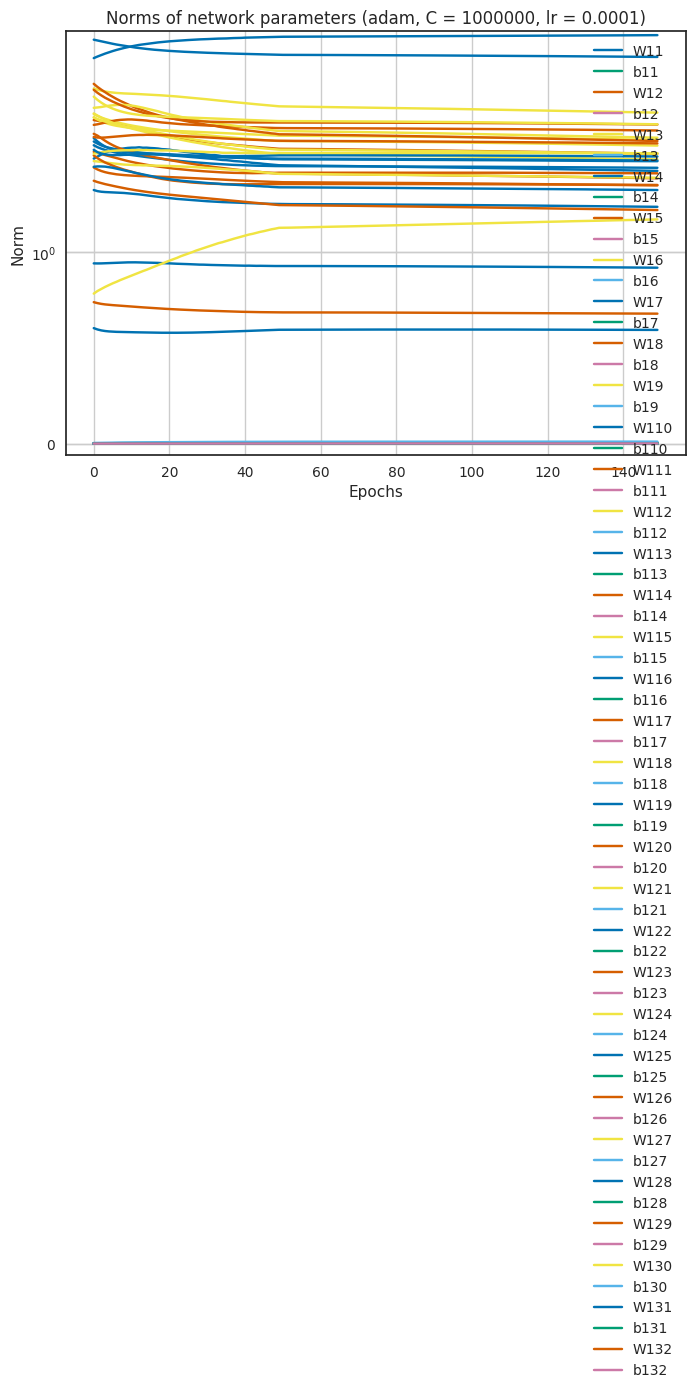 Norms of network parameters (adam, C = 1000000, lr = 0.0001)
Norm
10⁰
0
0
20
40
60
80
100
120
140
Epochs
W11
b11
W12
b12
W13
b13
W14
b14
W15
b15
W16
b16
W17
b17
W18
b18
W19
b19
W110
b110
W111
b111
W112
b112
W113
b113
W114
b114
W115
b115
W116
b116
W117
b117
W118
b118
W119
b119
W120
b120
W121
b121
W122
b122
W123
b123
W124
b124
W125
b125
W126
b126
W127
b127
W128
b128
W129
b129
W130
b130
W131
b131
W132
b132